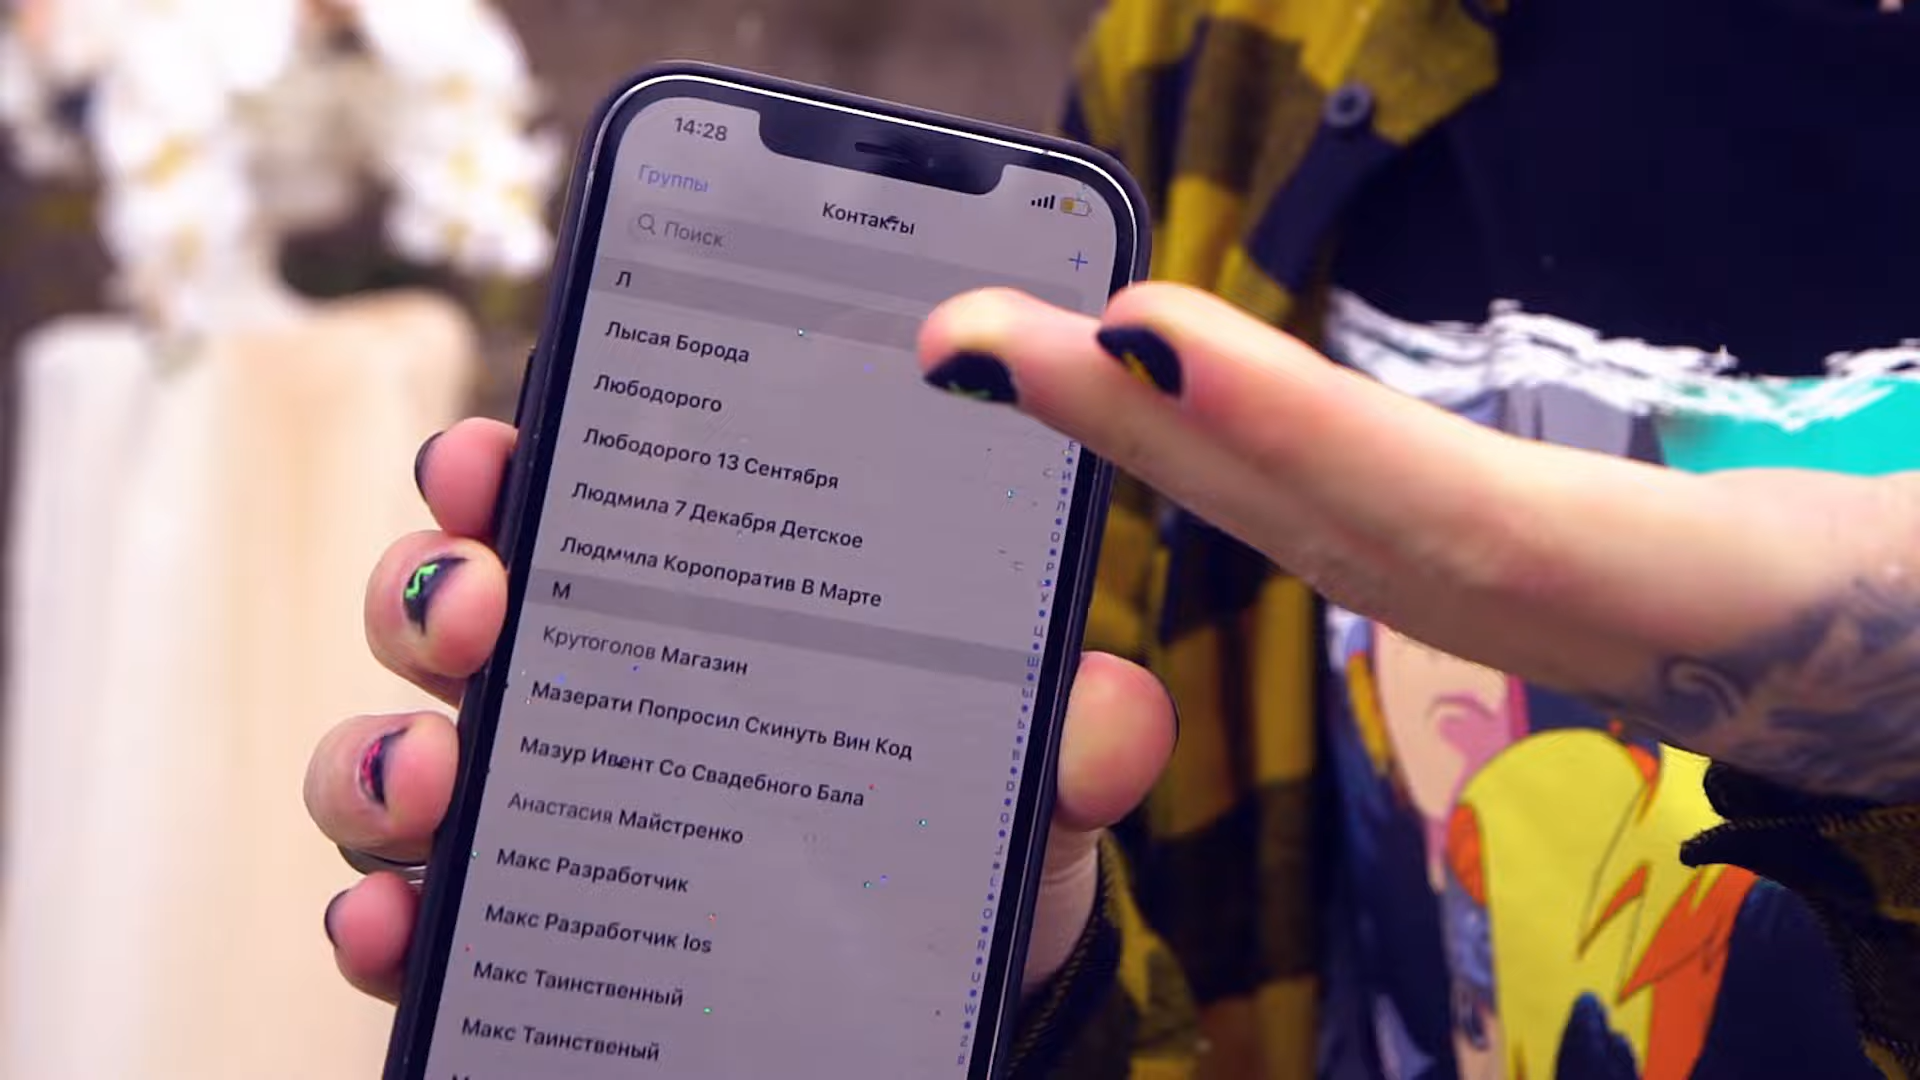 14:28
Группы
Контакты
Поиск
Л
Лысая Борода
Любодорого
Любодорого 13 Сентября
Людмила 7 Декабря Детское
Людмила Коропоратив В Марте
М
Крутоголов Магазин
Мазерати Попросил Скинуть Вин Код
Мазур Ивент Со Свадебного Бала
Анастасия Майстренко
Макс Разработчик
Макс Разработчик Ios
Макс Таинственный
Макс Таинственый